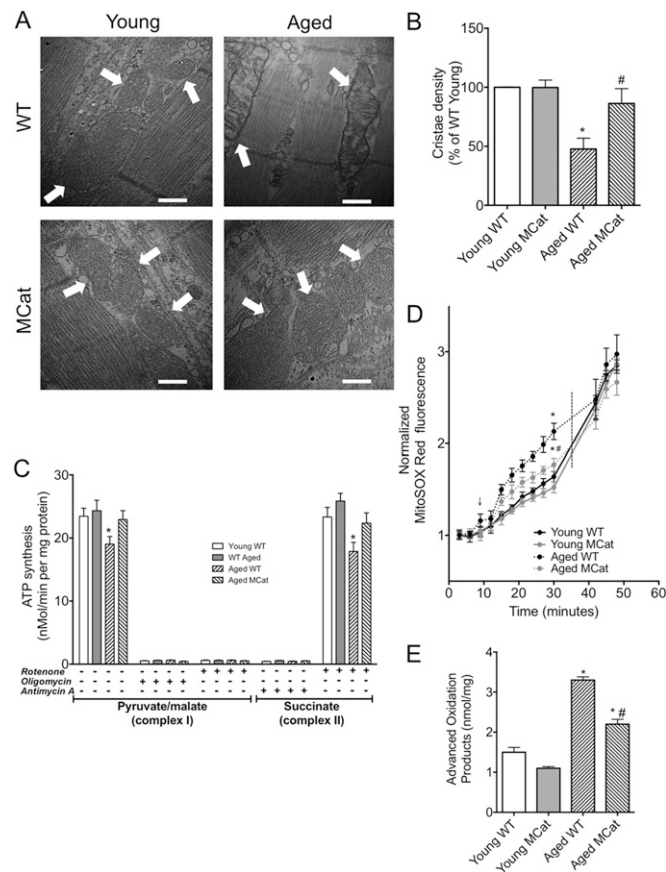 A
Young
Aged
WT
MCat
B
Cristae density
(% of WT Young)
150
100
50
0
*
#
Young WT
Young MCat
Aged WT
Aged MCat
C
ATP synthesis
(nMol/min per mg protein)
30
20
10
0
*
*
Young WT
WT Aged
Aged WT
Aged MCat
Rotenone - - - - - - - - + + + + - - - - + + + +
Oligomycin - - - - + + + + - - - - - - - - - - - -
Antimycin A - - - - - - - - - - - - + + + + - - - -
Pyruvate/malate
(complex I)
Succinate
(complex II)
D
Normalized
MitoSOX Red fluorescence
3
2
1
*
*#
↓
Young WT
Young MCat
Aged WT
Aged MCat
0 10 20 30 40 50 60
Time (minutes)
E
Advanced Oxidation
Products (nmol/mg)
4
3
2
1
0
*
* #
Young WT
Young MCat
Aged WT
Aged MCat